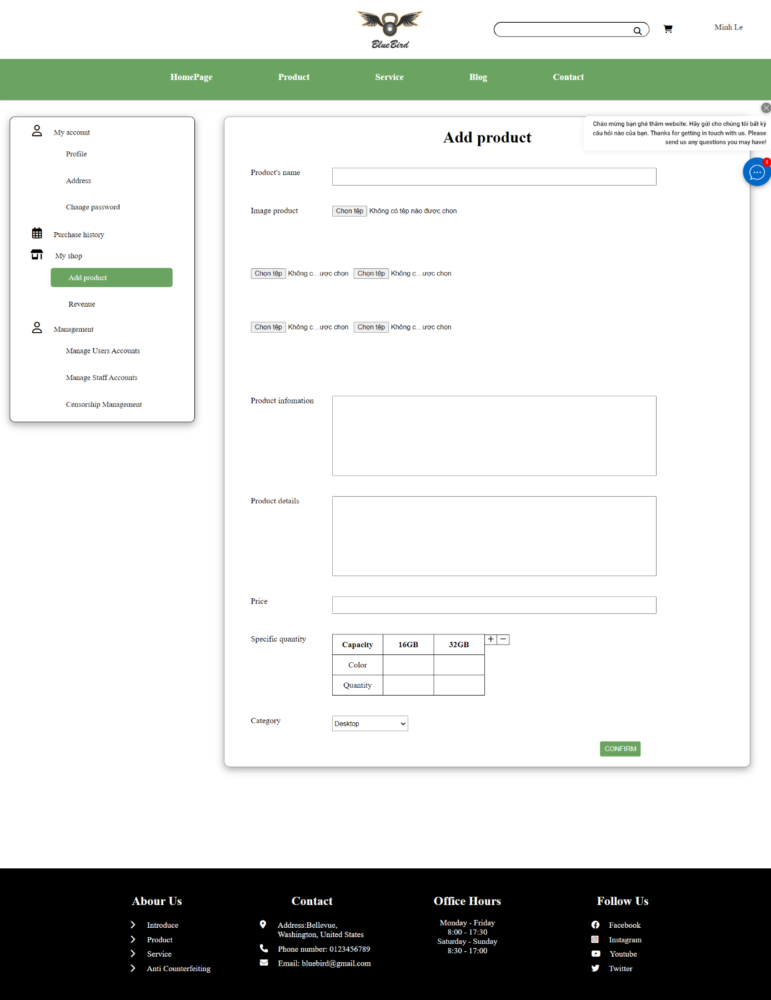 BlueBird
Minh Le
HomePage
Product
Service
Blog
Contact
Chào mừng bạn ghé thăm website. Hãy gửi cho chúng tôi bất kỳ
câu hỏi nào của bạn. Thanks for getting in touch with us. Please
send us any questions you may have!
1
My account
Profile
Address
Change password
Purchase history
My shop
Add product
Revenue
Management
Manage Users Accounts
Manage Staff Accounts
Censorship Management
Add product
Product's name
Image product
Chọn tệp Không có tệp nào được chọn
Chọn tệp Không c...ược chọn Chọn tệp Không c...ược chọn
Chọn tệp Không c...ược chọn Chọn tệp Không c...ược chọn
Product infomation
Product details
Price
Specific quantity
Capacity 16GB 32GB
+ −
Color
Quantity
Category
Desktop
CONFIRM
Abour Us
Introduce
Product
Service
Anti Counterfeiting
Contact
Address:Bellevue,
Washington, United States
Phone number: 0123456789
Email: bluebird@gmail.com
Office Hours
Monday - Friday
8:00 - 17:30
Saturday - Sunday
8:30 - 17:00
Follow Us
Facebook
Instagram
Youtube
Twitter